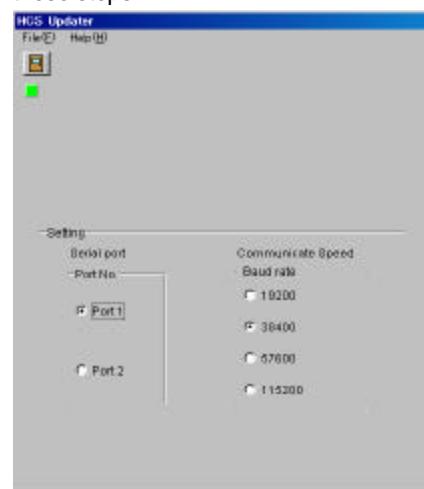 HCS Updater
File(F) Help(H)
Setting
Serial port
Communicate Speed
Port No.
Baud rate
19200
Port 1
38400
57600
Port 2
115200